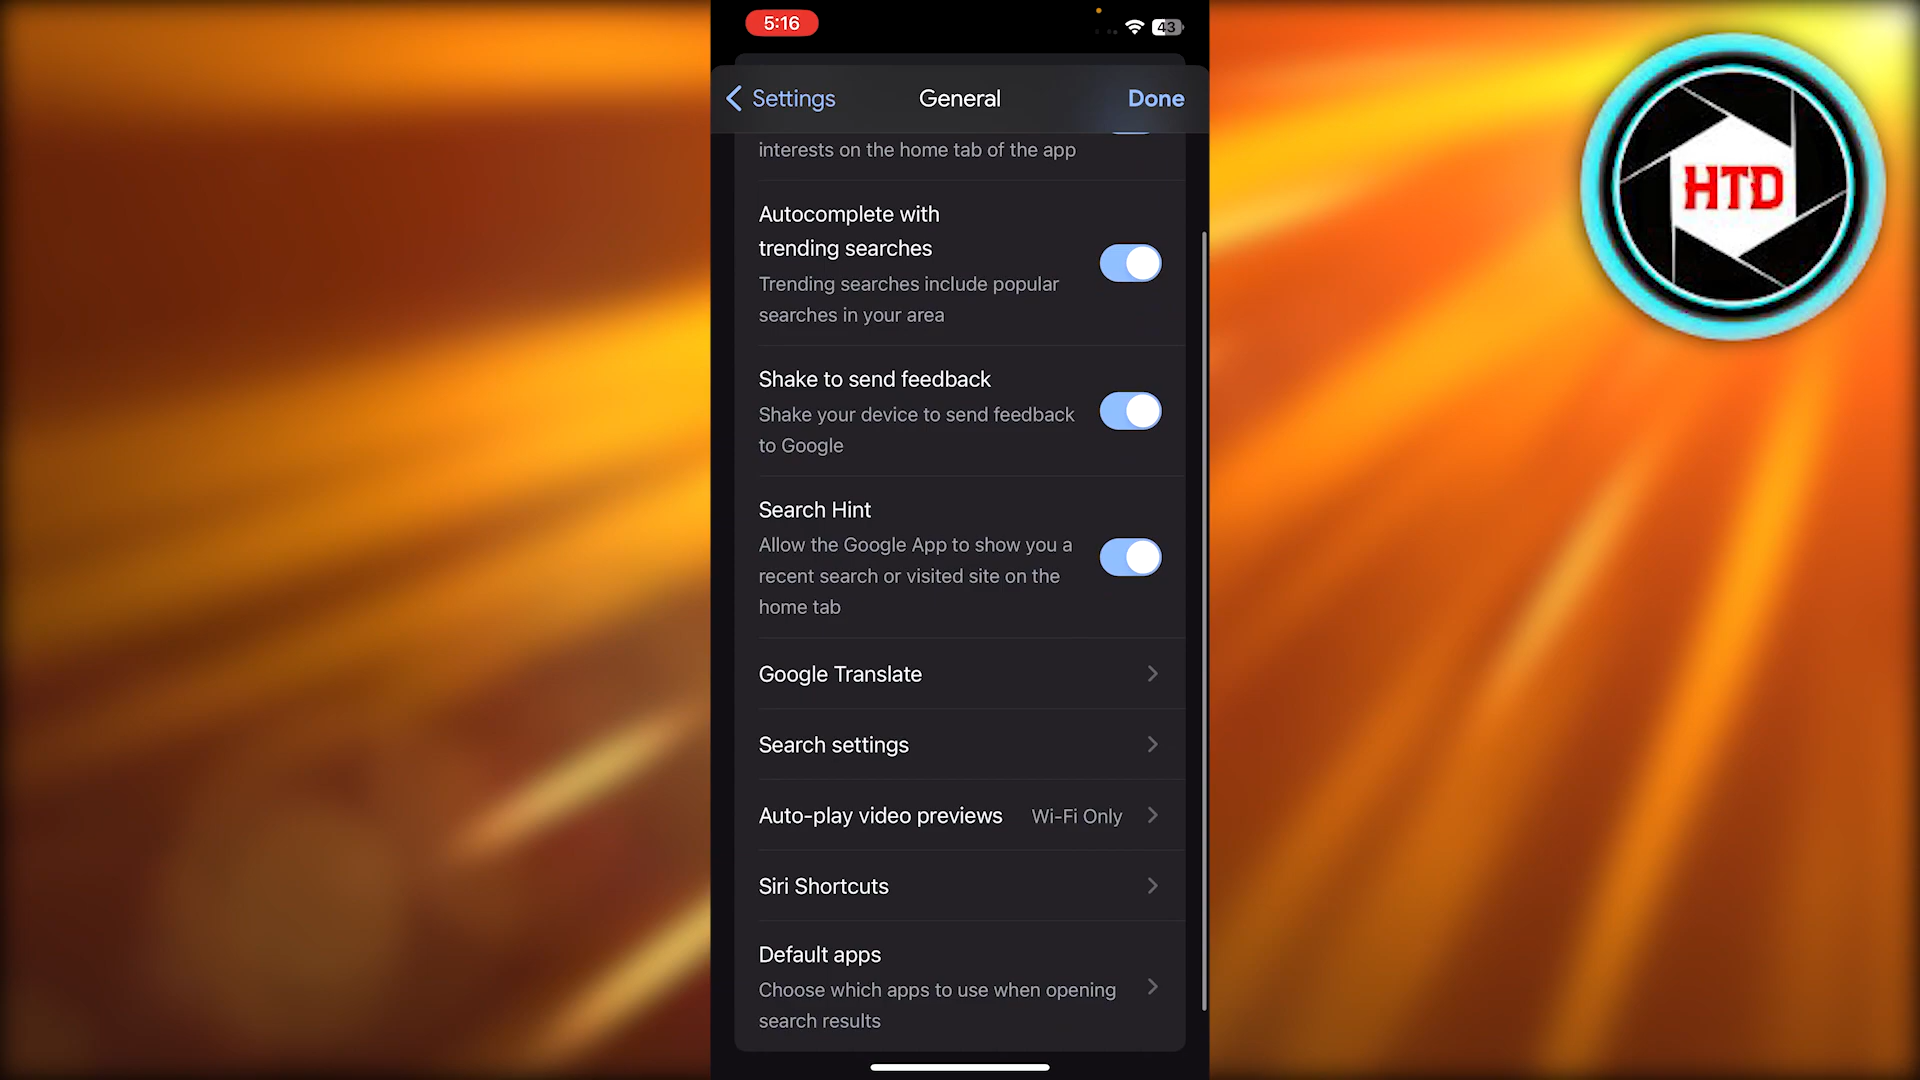 5:16
43
Settings
General
Done
HTD
interests on the home tab of the app
Autocomplete with
trending searches
Trending searches include popular
searches in your area
Shake to send feedback
Shake your device to send feedback
to Google
Search Hint
Allow the Google App to show you a
recent search or visited site on the
home tab
Google Translate
Search settings
Auto-play video previews Wi-Fi Only
Siri Shortcuts
Default apps
Choose which apps to use when opening
search results